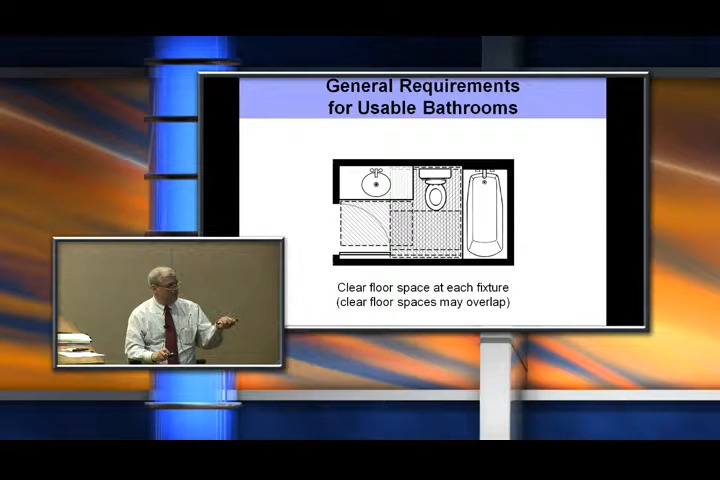 General Requirements
for Usable Bathrooms
Clear floor space at each fixture
(clear floor spaces may overlap)